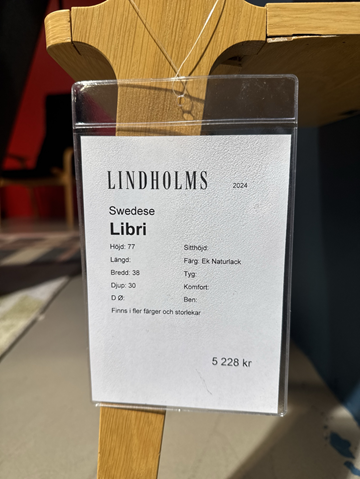 LINDHOLMS 2024
Swedese
Libri
Höjd: 77 Sitthöjd:
Längd: Färg: Ek Naturlack
Bredd: 38 Tyg:
Djup: 30 Komfort:
D Ø: Ben:
Finns i fler färger och storlekar
5 228 kr